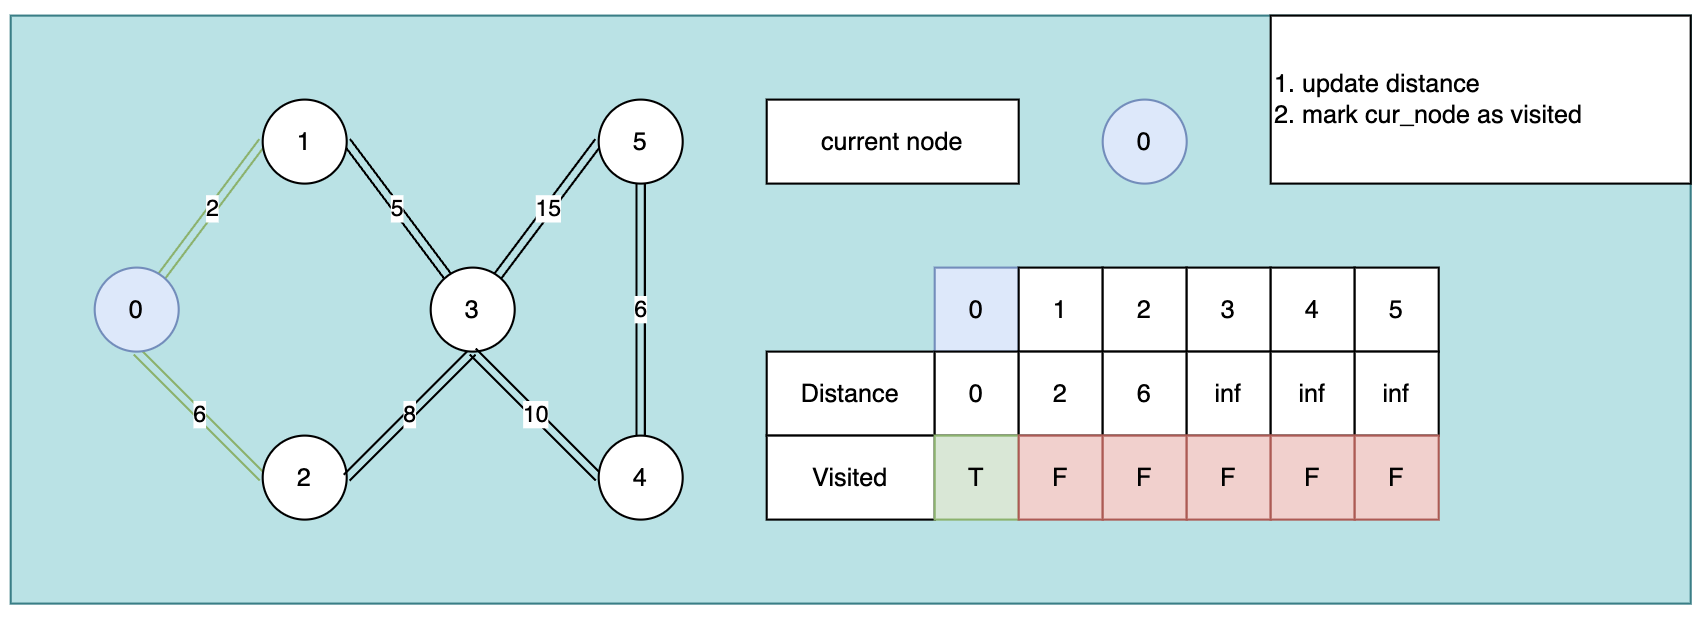 1. update distance
2. mark cur_node as visited
1
5
current node
0
2
5
15
0
3
6
0 1 2 3 4 5
Distance 0 2 6 inf inf inf
6
8
10
2
4
Visited T F F F F F